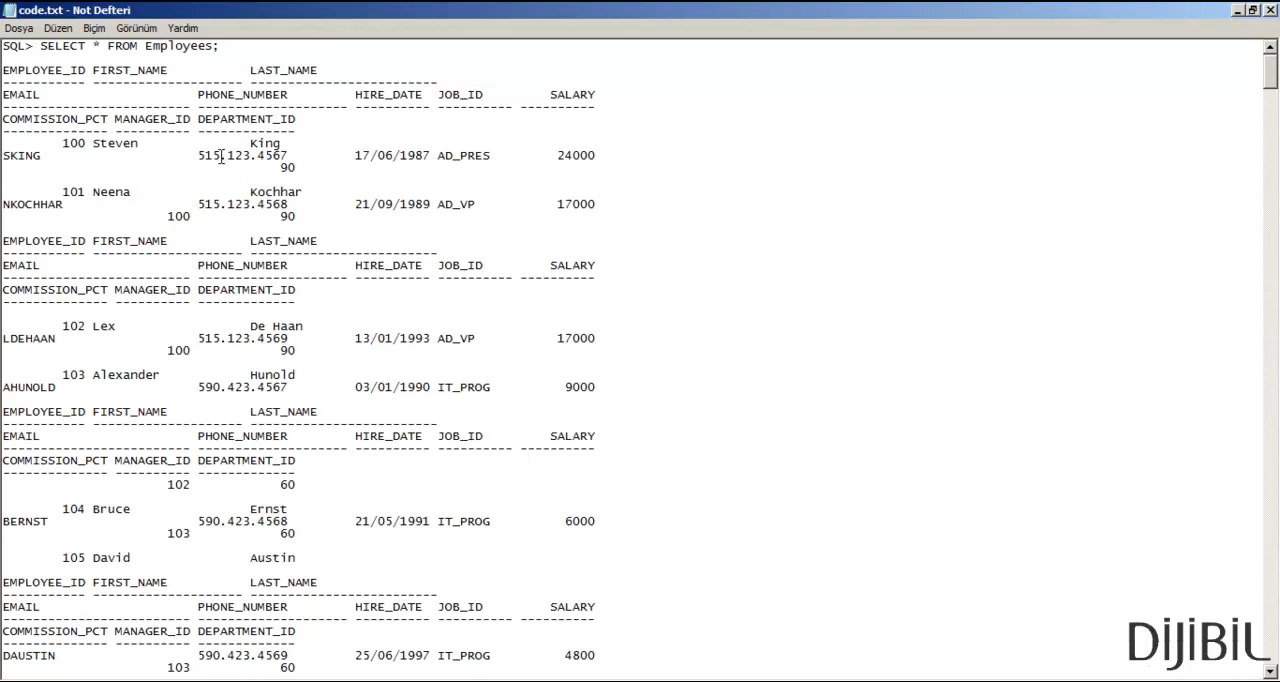 code.txt - Not Defteri
Dosya Düzen Biçim Görünüm Yardım
SQL> SELECT * FROM Employees;
EMPLOYEE_ID FIRST_NAME LAST_NAME
----------- -------------------- -------------------------
EMAIL PHONE_NUMBER HIRE_DATE JOB_ID SALARY
------------------------- -------------------- ---------- ---------- ----------
COMMISSION_PCT MANAGER_ID DEPARTMENT_ID
-------------- ---------- -------------
100 Steven King
SKING 515.123.4567 17/06/1987 AD_PRES 24000
90
101 Neena Kochhar
NKOCHHAR 515.123.4568 21/09/1989 AD_VP 17000
100 90
EMPLOYEE_ID FIRST_NAME LAST_NAME
----------- -------------------- -------------------------
EMAIL PHONE_NUMBER HIRE_DATE JOB_ID SALARY
------------------------- -------------------- ---------- ---------- ----------
COMMISSION_PCT MANAGER_ID DEPARTMENT_ID
-------------- ---------- -------------
102 Lex De Haan
LDEHAAN 515.123.4569 13/01/1993 AD_VP 17000
100 90
103 Alexander Hunold
AHUNOLD 590.423.4567 03/01/1990 IT_PROG 9000
EMPLOYEE_ID FIRST_NAME LAST_NAME
----------- -------------------- -------------------------
EMAIL PHONE_NUMBER HIRE_DATE JOB_ID SALARY
------------------------- -------------------- ---------- ---------- ----------
COMMISSION_PCT MANAGER_ID DEPARTMENT_ID
-------------- ---------- -------------
102 60
104 Bruce Ernst
BERNST 590.423.4568 21/05/1991 IT_PROG 6000
103 60
105 David Austin
EMPLOYEE_ID FIRST_NAME LAST_NAME
----------- -------------------- -------------------------
EMAIL PHONE_NUMBER HIRE_DATE JOB_ID SALARY
------------------------- -------------------- ---------- ---------- ----------
COMMISSION_PCT MANAGER_ID DEPARTMENT_ID
-------------- ---------- -------------
DAUSTIN 590.423.4569 25/06/1997 IT_PROG 4800
103 60
DiJiBiL